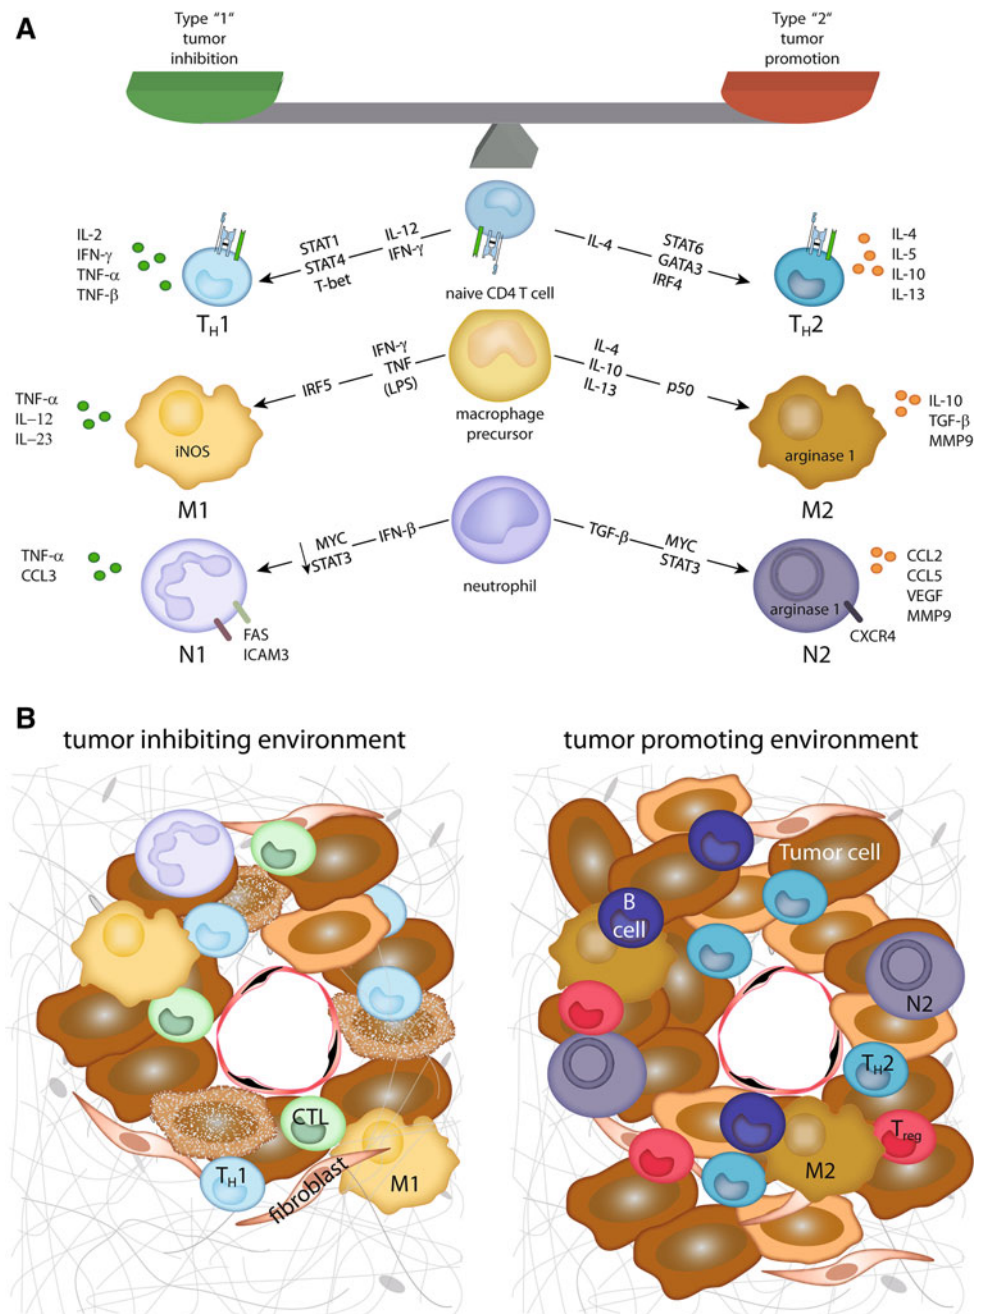 A
Type “1”
tumor
inhibition
Type “2”
tumor
promotion
IL-2
IFN-γ
TNF-α
TNF-β
STAT1
STAT4
T-bet
IL-12
IFN-γ
IL-4
STAT6
GATA3
IRF4
IL-4
IL-5
IL-10
IL-13
naive CD4 T cell
TH1
TH2
TNF-α
IL–12
IL–23
iNOS
IRF5
IFN-γ
TNF
(LPS)
macrophage
precursor
IL-4
IL-10
IL-13
p50
arginase 1
IL-10
TGF-β
MMP9
M1
M2
TNF-α
CCL3
MYC
STAT3
IFN-β
neutrophil
TGF-β
MYC
STAT3
arginase 1
CCL2
CCL5
VEGF
MMP9
FAS
ICAM3
CXCR4
N1
N2
B
tumor inhibiting environment
tumor promoting environment
CTL
TH1
fibroblast
M1
Tumor cell
B
cell
N2
TH2
Treg
M2